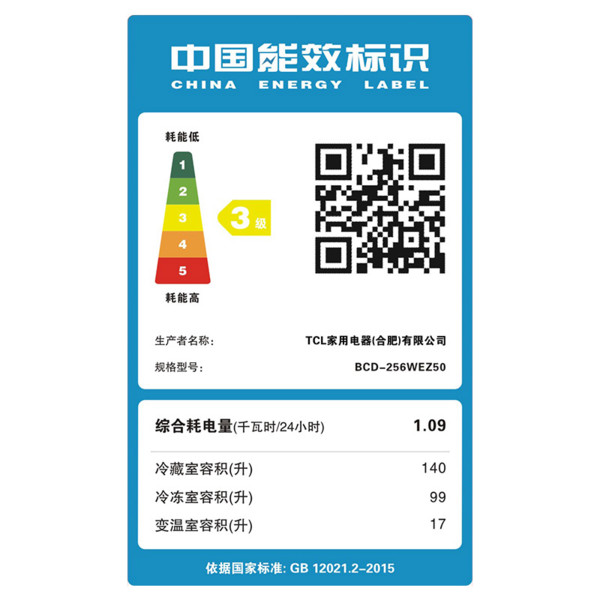 中国能效标识
CHINA ENERGY LABEL
耗能低
1
2
3
4
5
3级
耗能高
生产者名称: TCL家用电器(合肥)有限公司
规格型号: BCD-256WEZ50
综合耗电量(千瓦时/24小时) 1.09
冷藏室容积(升) 140
冷冻室容积(升) 99
变温室容积(升) 17
依据国家标准: GB 12021.2-2015